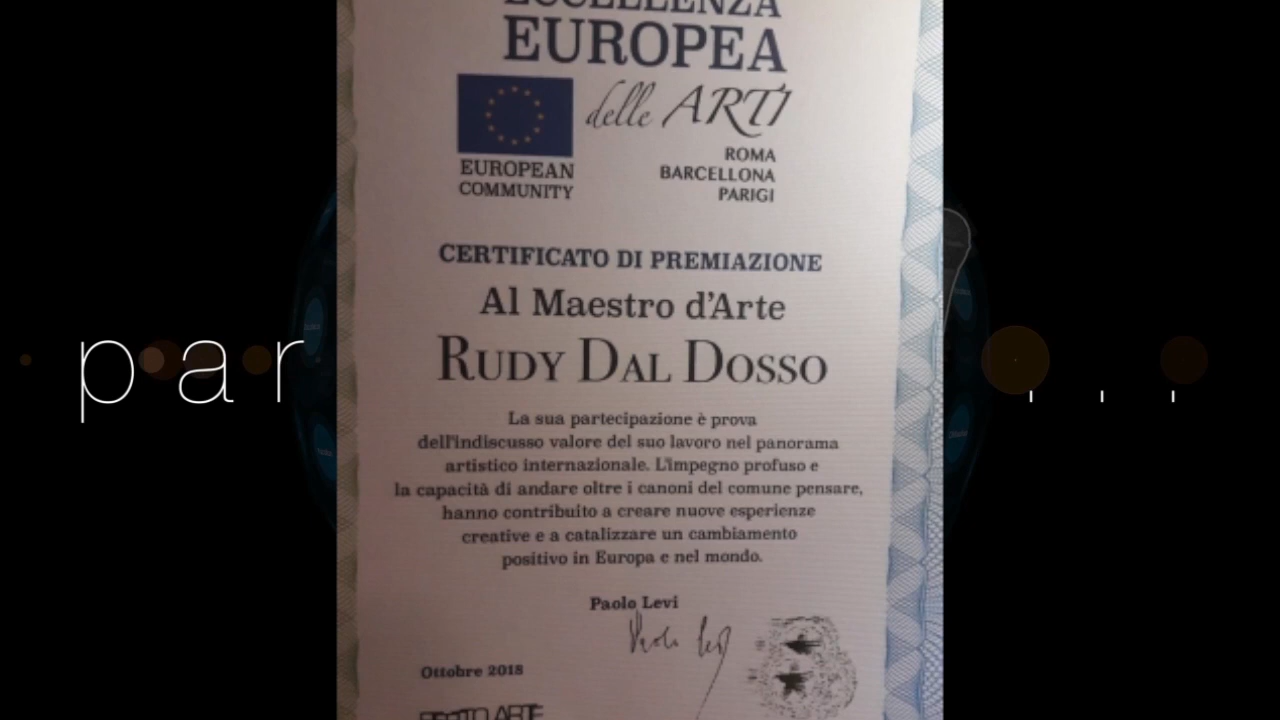 ECCELLENZA
EUROPEA
delle ARTI
EUROPEAN
COMMUNITY
ROMA
BARCELLONA
PARIGI
CERTIFICATO DI PREMIAZIONE
Al Maestro d'Arte
RUDY DAL DOSSO
La sua partecipazione è prova
dell'indiscusso valore del suo lavoro nel panorama
artistico internazionale. L'impegno profuso e
la capacità di andare oltre i canoni del comune pensare,
hanno contribuito a creare nuove esperienze
creative e a catalizzare un cambiamento
positivo in Europa e nel mondo.
Paolo Levi
Paolo Levi
Ottobre 2018
par
...